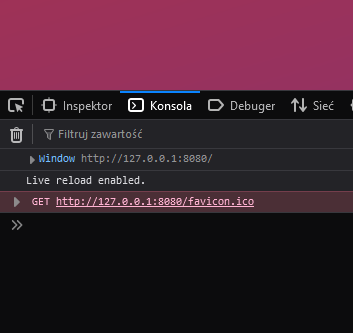 Inspektor Konsola Debuger Sieć
Filtruj zawartość
Window http://127.0.0.1:8080/
Live reload enabled.
GET http://127.0.0.1:8080/favicon.ico